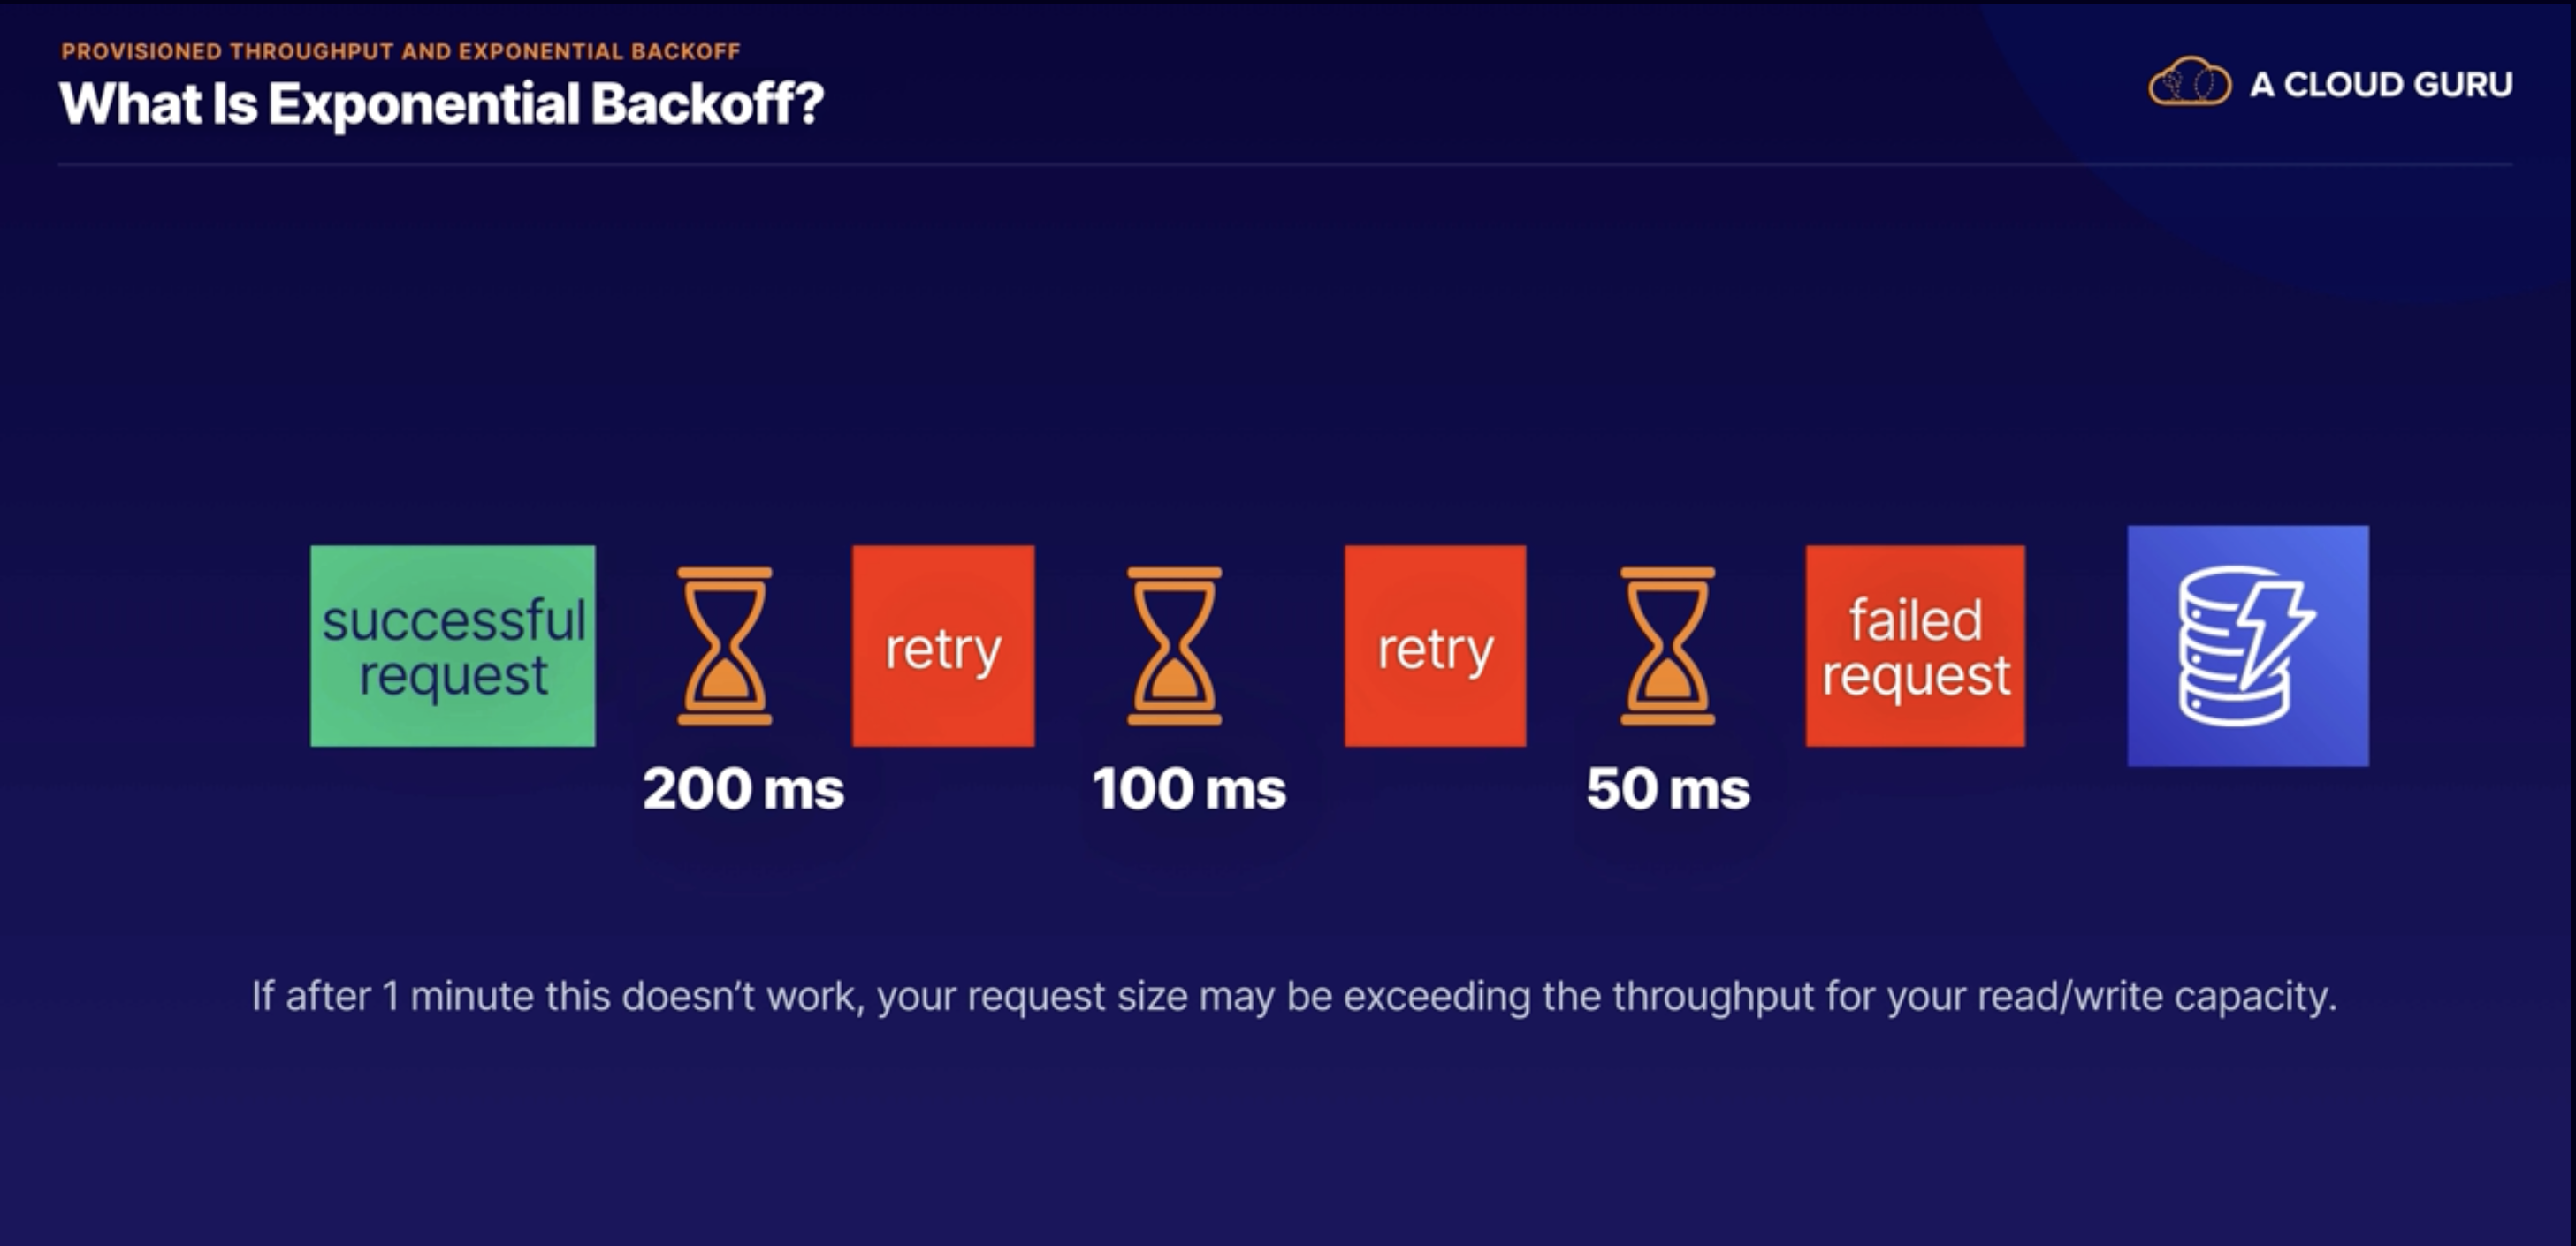 PROVISIONED THROUGHPUT AND EXPONENTIAL BACKOFF
What Is Exponential Backoff?
A CLOUD GURU
successful
request
200 ms
retry
100 ms
retry
50 ms
failed
request
If after 1 minute this doesn’t work, your request size may be exceeding the throughput for your read/write capacity.